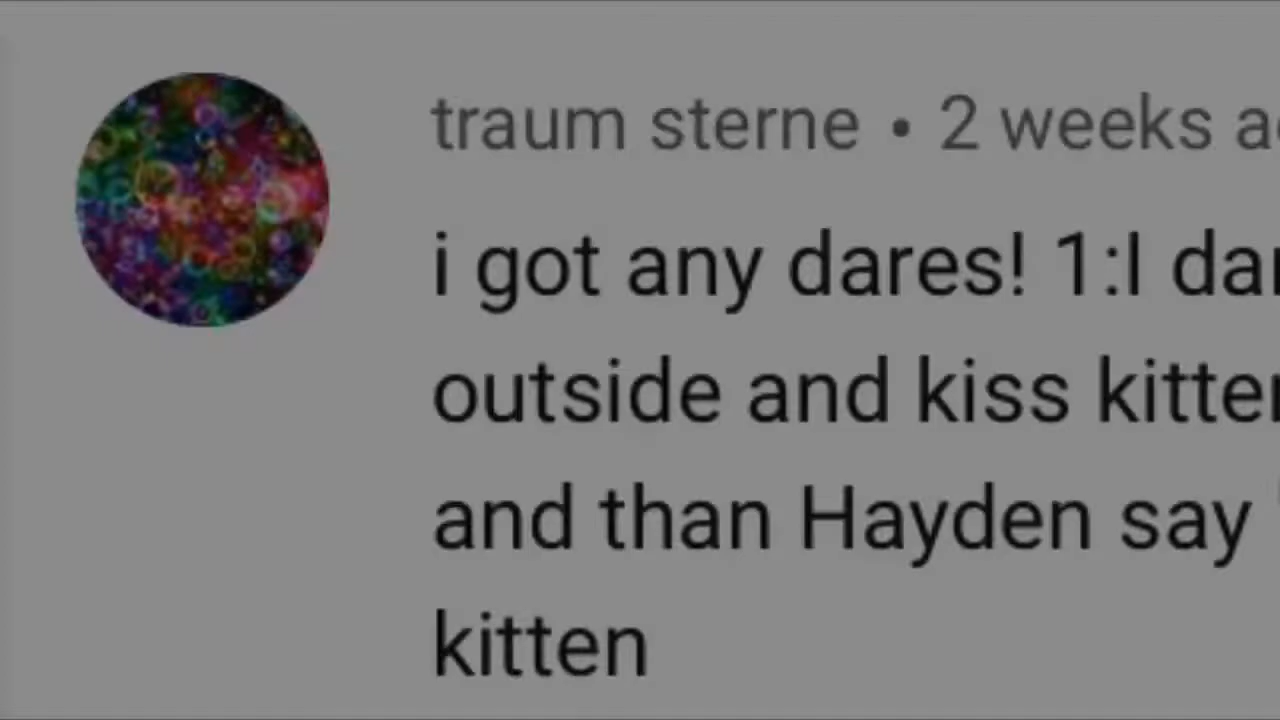 traum sterne • 2 weeks
i got any dares! 1:I
outside and kiss
and than Hayden say
kitten